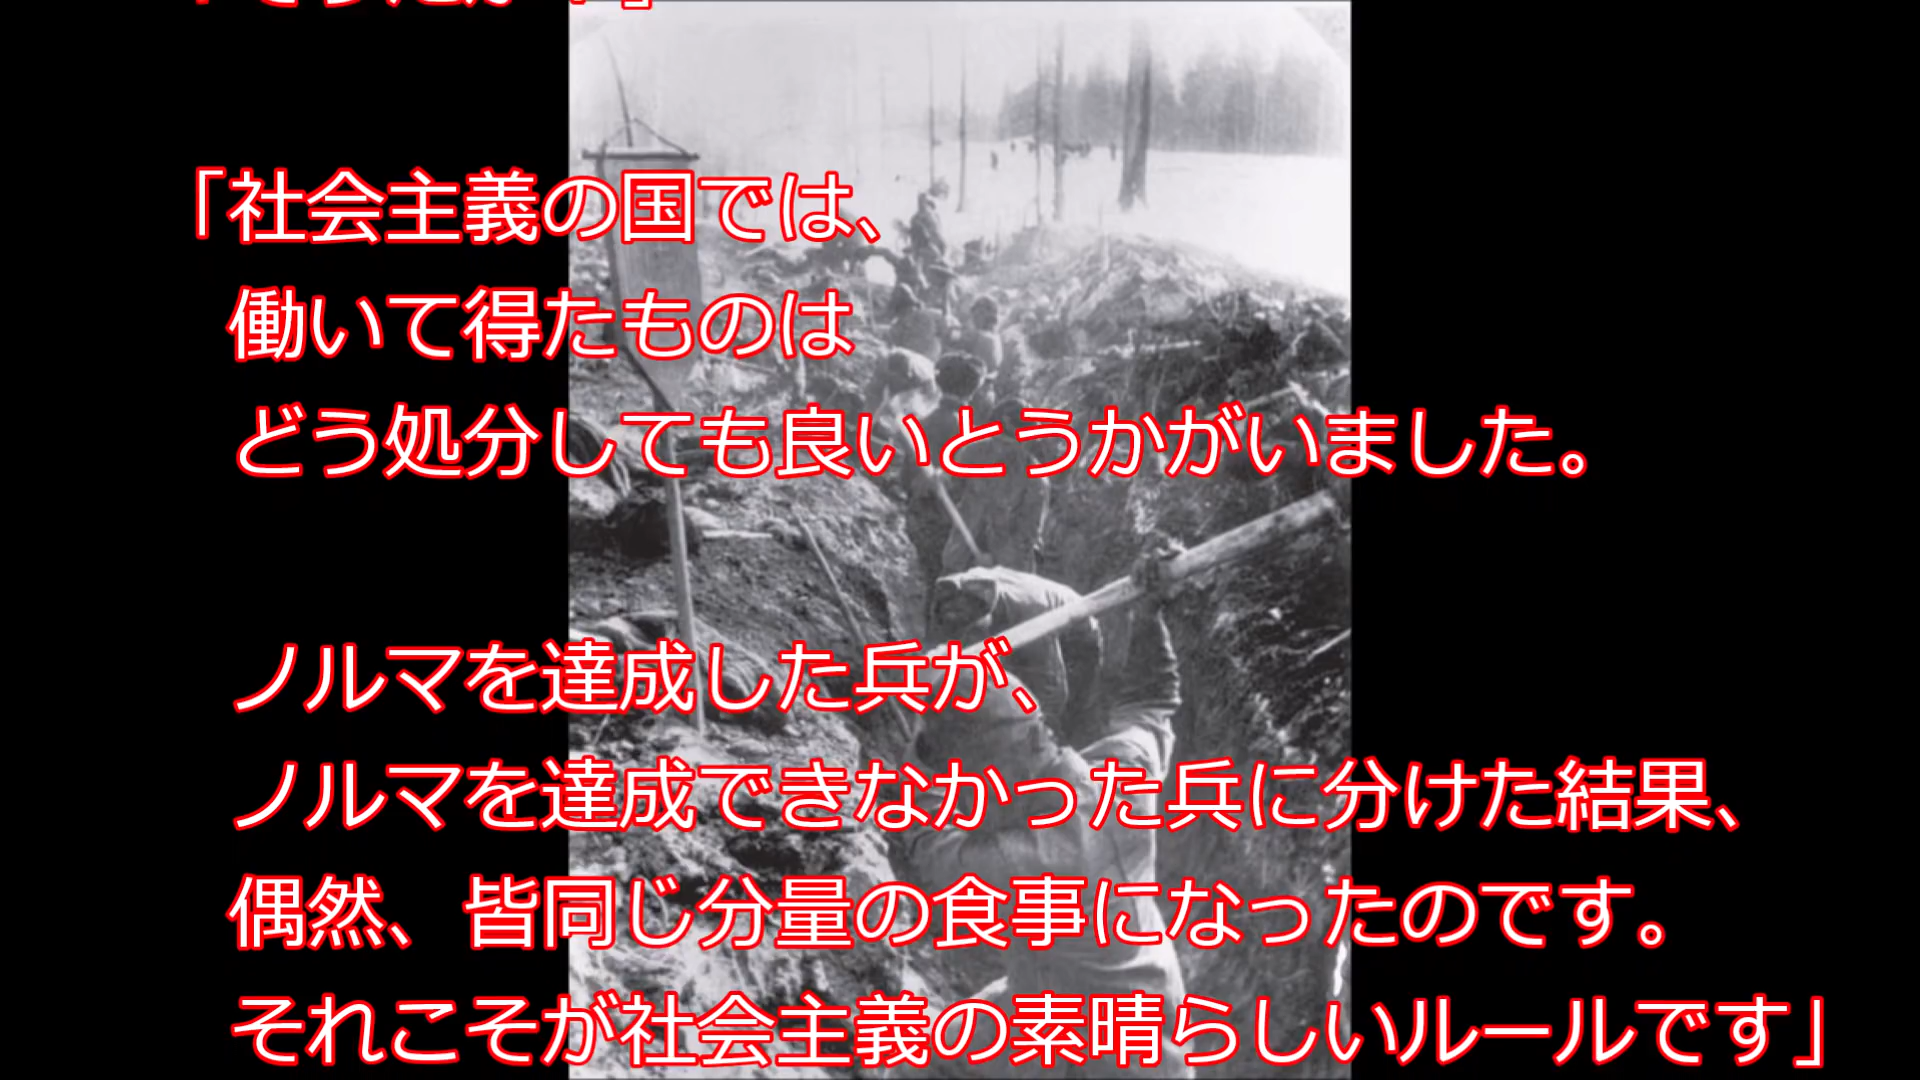 「社会主義の国では、
働いて得たものは
どう処分しても良いとうかがいました。
ノルマを達成した兵が、
ノルマを達成できなかった兵に分けた結果、
偶然、皆同じ分量の食事になったのです。
それこそが社会主義の素晴らしいルールです」